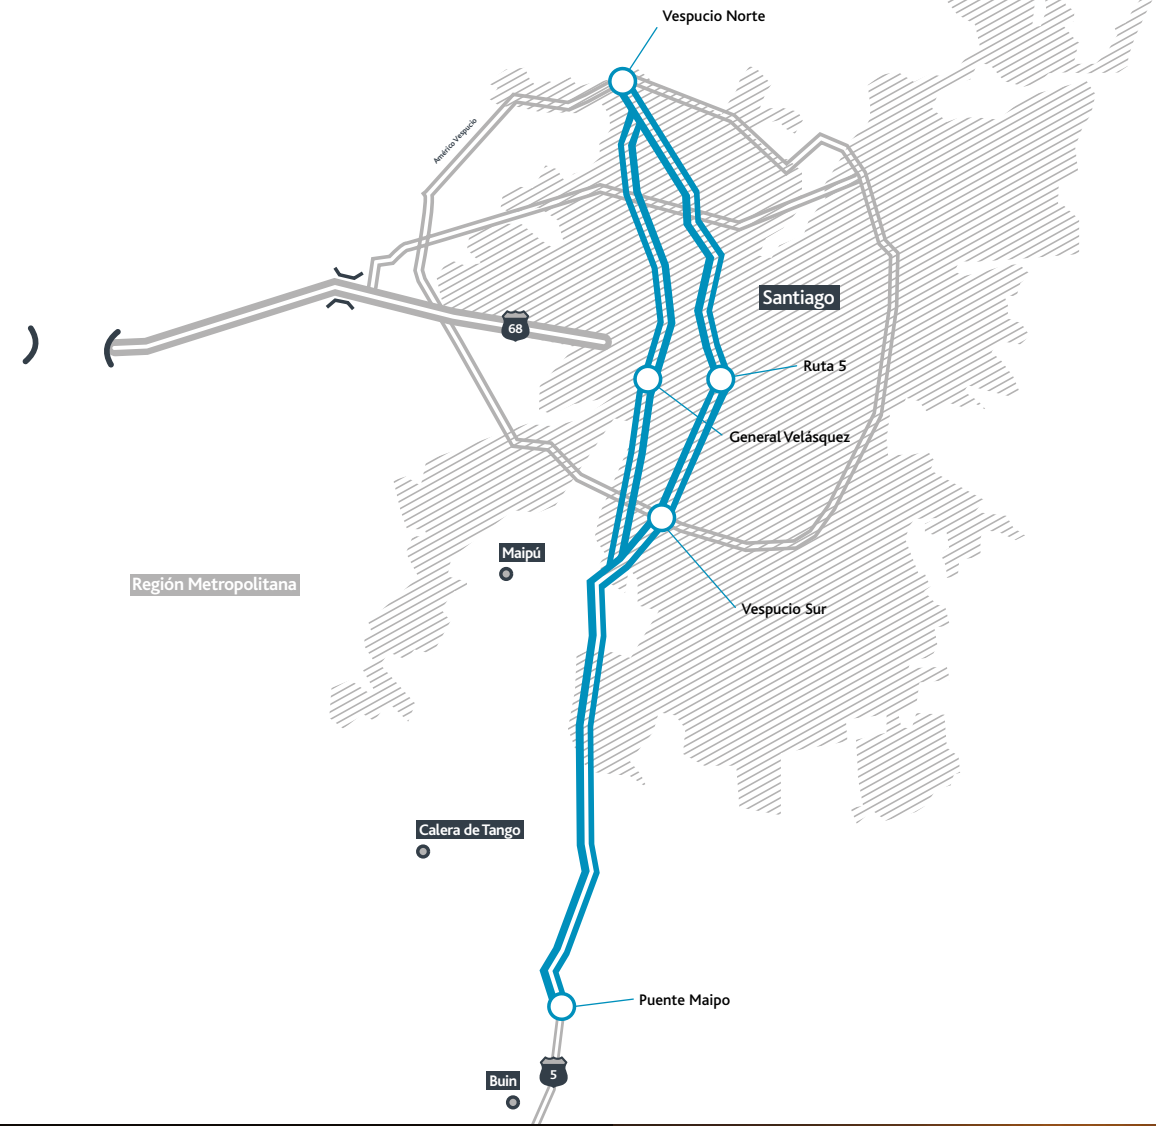 Vespucio Norte
Américo Vespucio
Santiago
68
Ruta 5
General Velásquez
Maipú
Región Metropolitana
Vespucio Sur
Calera de Tango
Puente Maipo
5
Buin